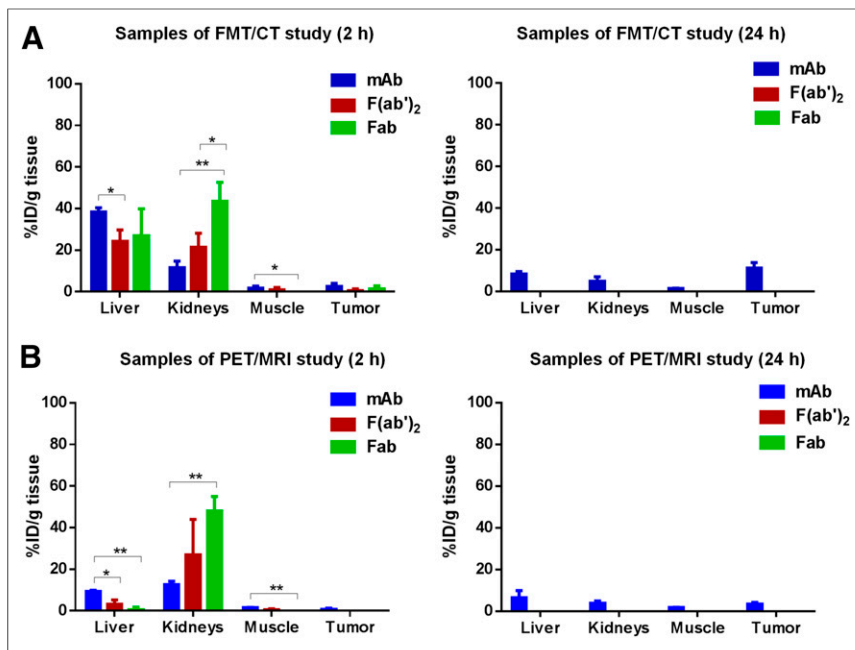 A
Samples of FMT/CT study (2 h)
%ID/g tissue
100
80
60
40
20
0
mAb
F(ab')₂
Fab
*
**
*
*
Liver Kidneys Muscle Tumor
Samples of FMT/CT study (24 h)
%ID/g tissue
100
80
60
40
20
0
mAb
F(ab')₂
Fab
Liver Kidneys Muscle Tumor
B
Samples of PET/MRI study (2 h)
%ID/g tissue
100
80
60
40
20
0
mAb
F(ab')₂
Fab
**
*
**
**
Liver Kidneys Muscle Tumor
Samples of PET/MRI study (24 h)
%ID/g tissue
100
80
60
40
20
0
mAb
F(ab')₂
Fab
Liver Kidneys Muscle Tumor